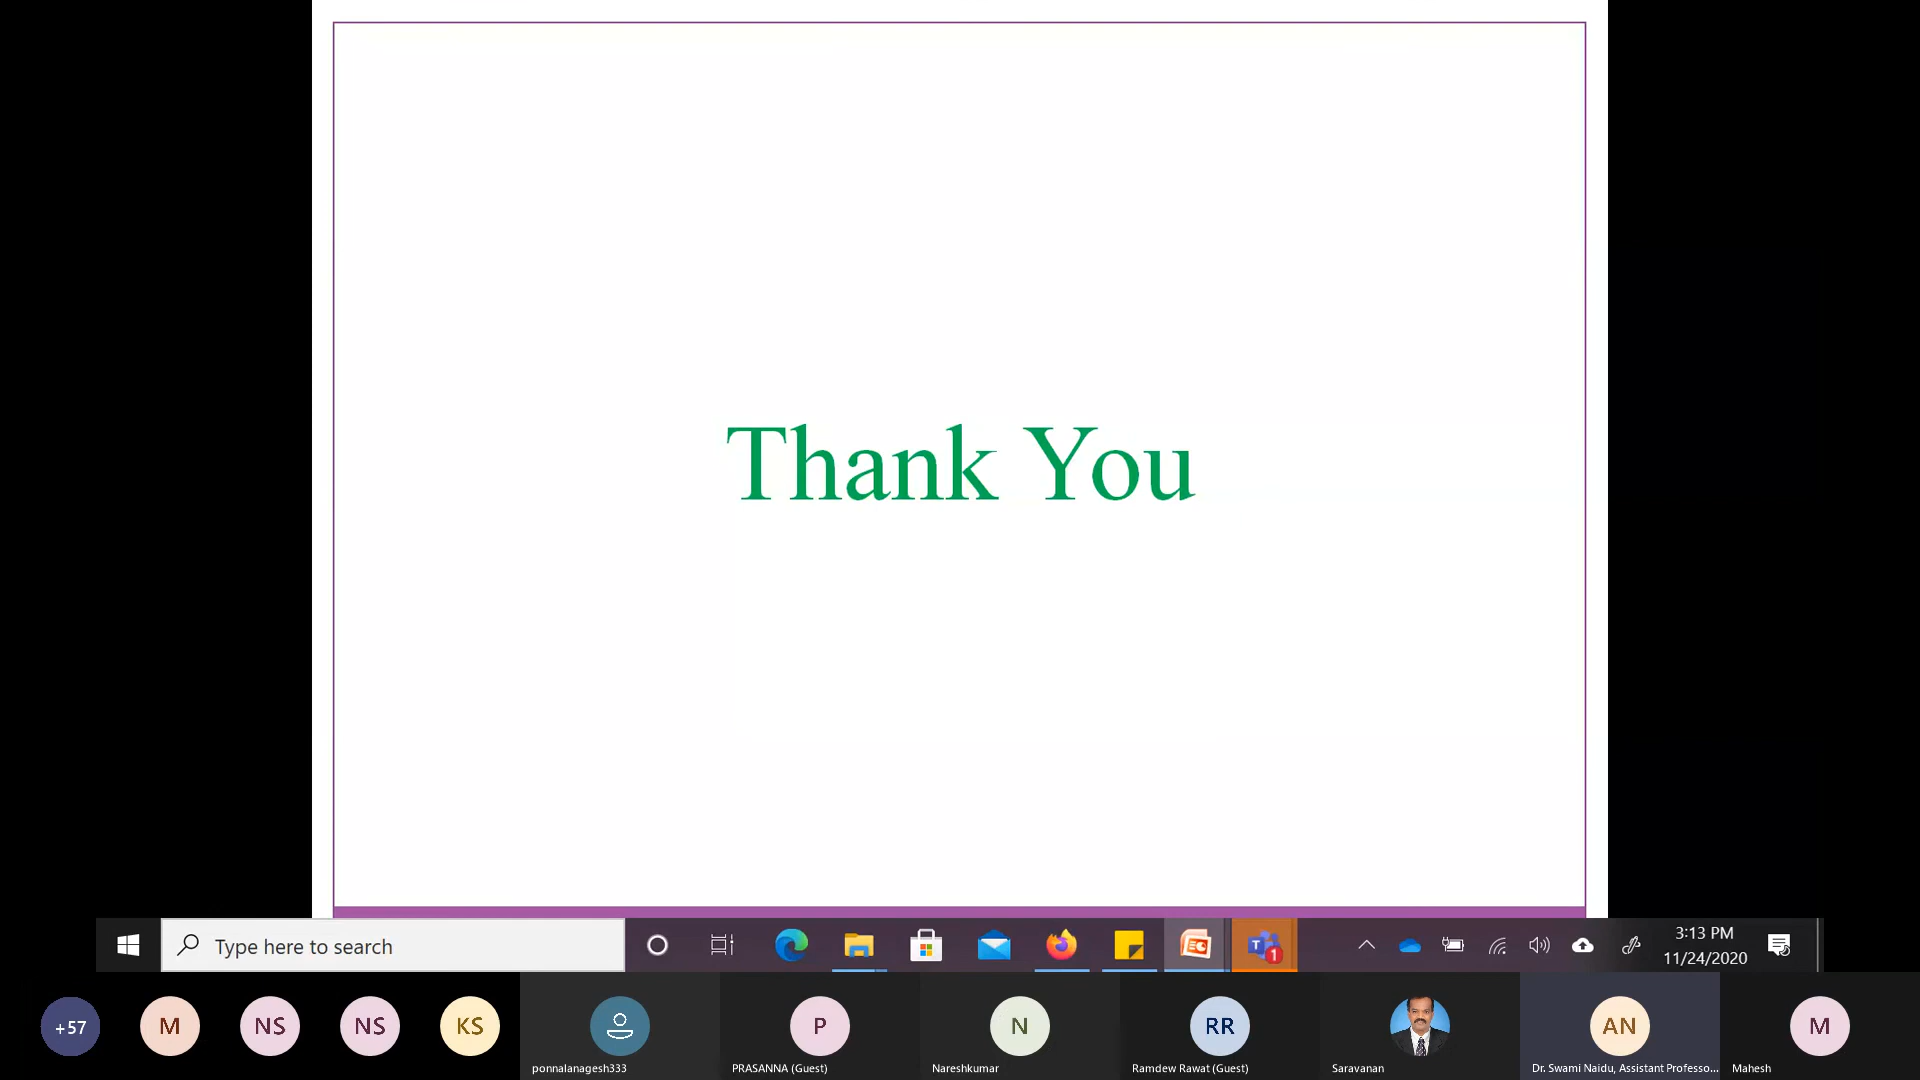 Thank You
Type here to search
T
1
3:13 PM
11/24/2020
+57
M
NS
NS
KS
P
N
RR
AN
M
ponnalanagesh333
PRASANNA (Guest)
Nareshkumar
Ramdew Rawat (Guest)
Saravanan
Dr. Swami Naidu, Assistant Professo...
Mahesh